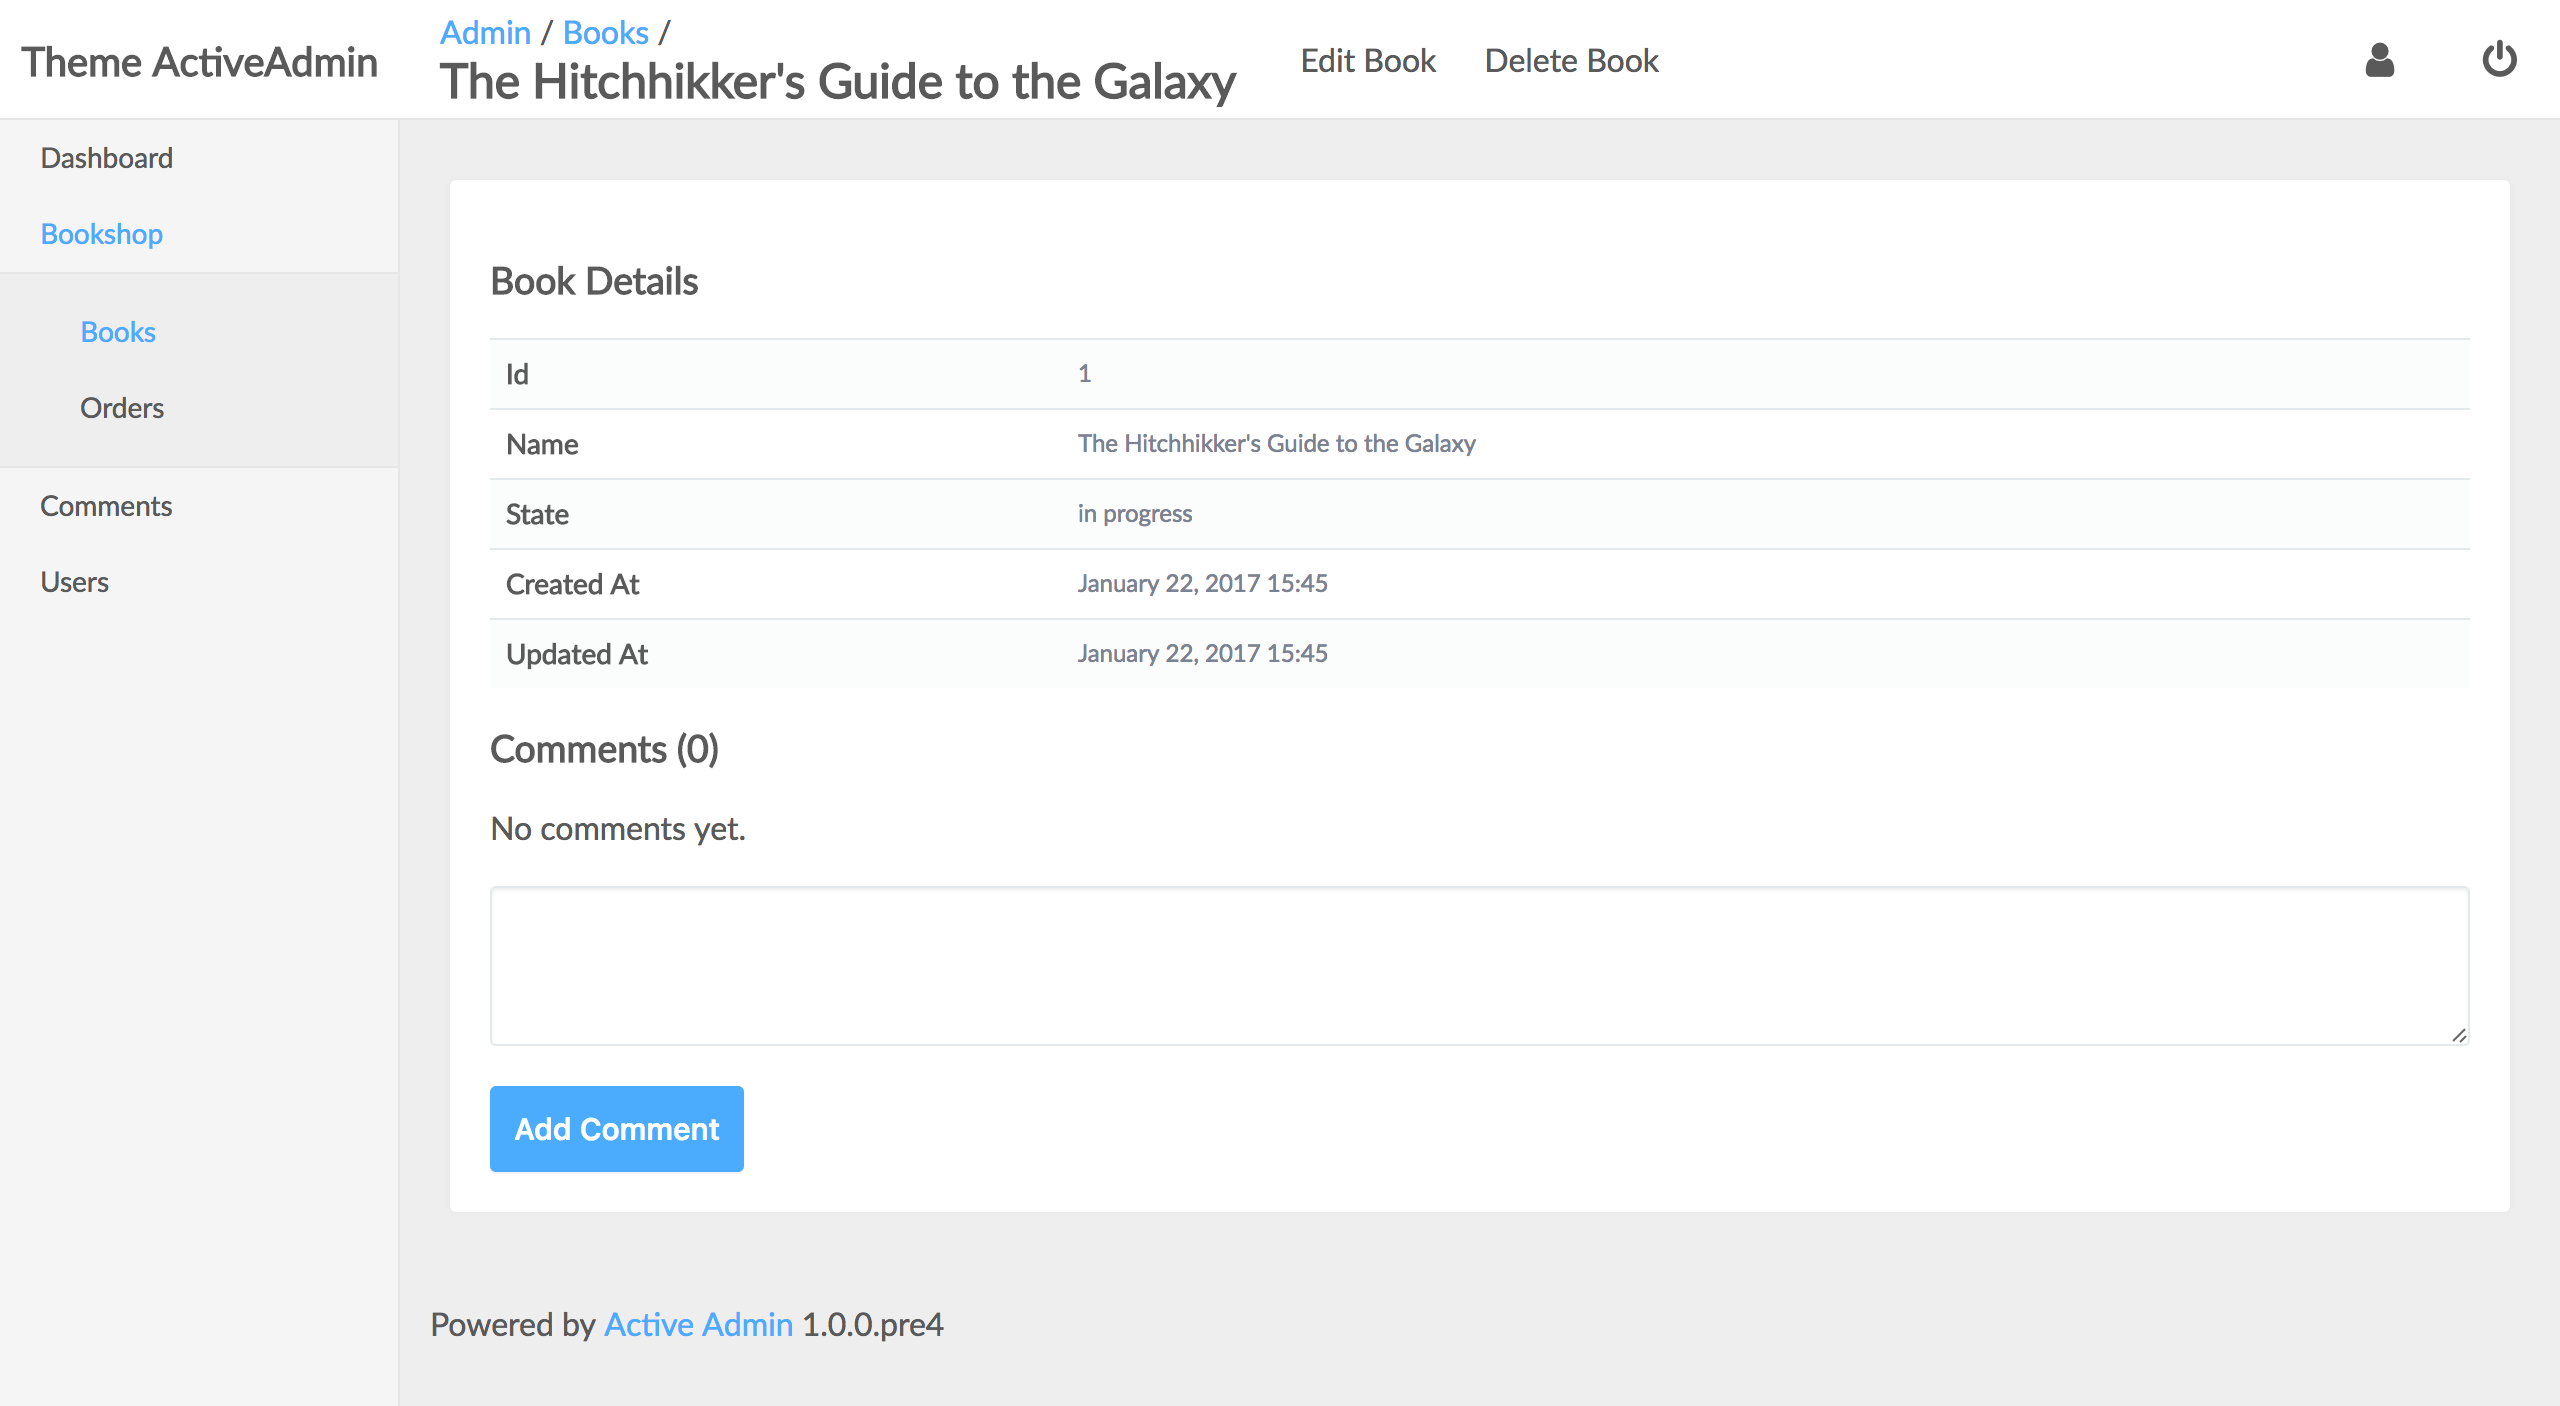 Theme ActiveAdmin
Admin / Books /
The Hitchhikker's Guide to the Galaxy
Edit Book
Delete Book
Dashboard
Bookshop
Books
Orders
Comments
Users
Book Details
Id 1
Name The Hitchhikker's Guide to the Galaxy
State in progress
Created At January 22, 2017 15:45
Updated At January 22, 2017 15:45
Comments (0)
No comments yet.
Add Comment
Powered by Active Admin 1.0.0.pre4